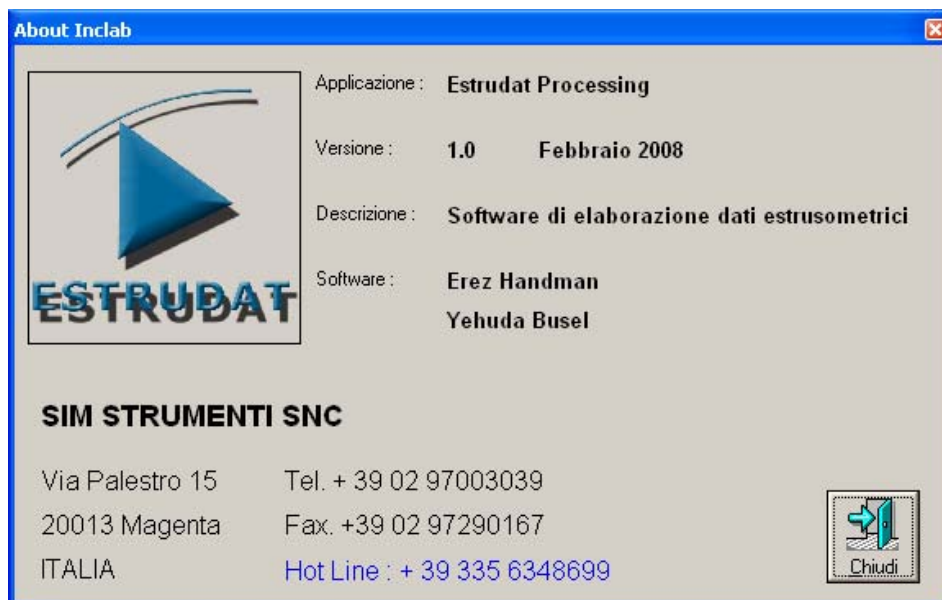 About Inclab
Applicazione : Estrudat Processing
Versione : 1.0 Febbraio 2008
Descrizione : Software di elaborazione dati estrusometrici
Software : Erez Handman
Yehuda Busel
ESTRUDAT
SIM STRUMENTI SNC
Via Palestro 15 Tel. + 39 02 97003039
20013 Magenta Fax. +39 02 97290167
ITALIA Hot Line : + 39 335 6348699
Chiudi